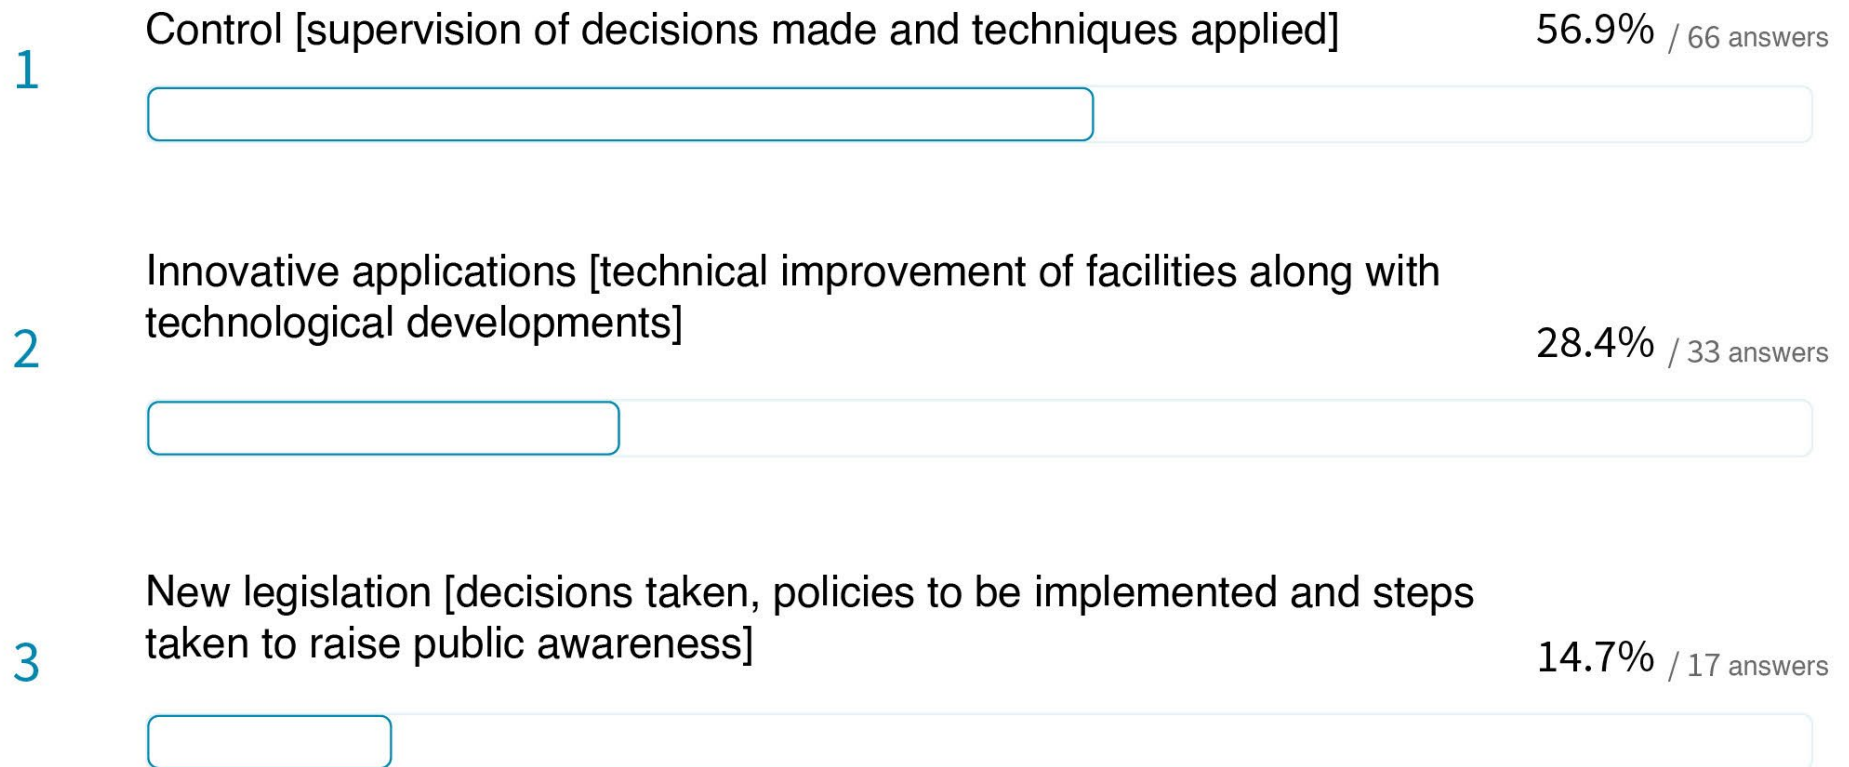 1
Control [supervision of decisions made and techniques applied]
56.9% / 66 answers
2
Innovative applications [technical improvement of facilities along with
technological developments]
28.4% / 33 answers
3
New legislation [decisions taken, policies to be implemented and steps
taken to raise public awareness]
14.7% / 17 answers